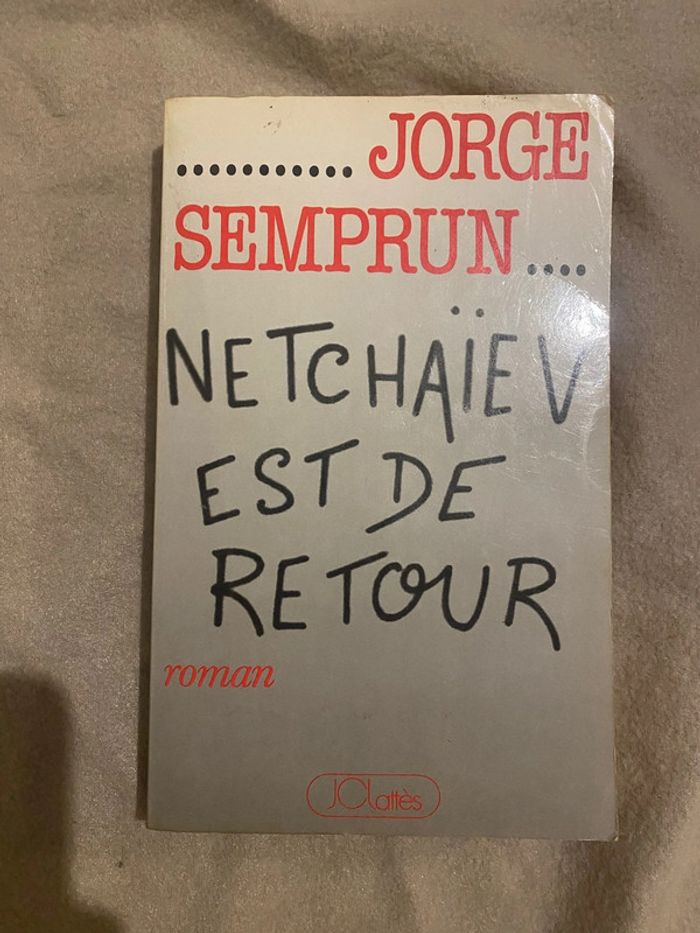 ........... JORGE
SEMPRUN ....
NETCHAÏEV
EST DE
RETOUR
roman
JCLattès